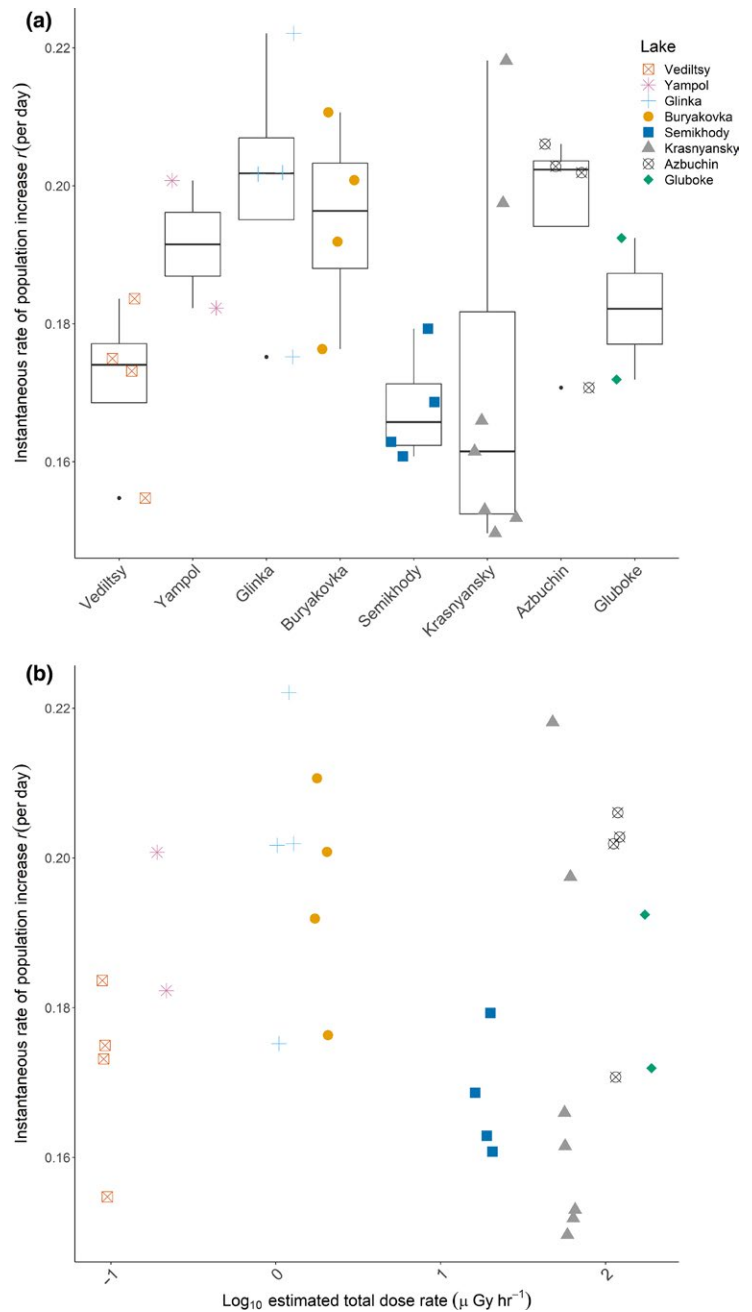 (a)
Instantaneous rate of population increase r(per day)
0.22
0.20
0.18
0.16
Lake
Vediltsy
Yampol
Glinka
Buryakovka
Semikhody
Krasnyansky
Azbuchin
Gluboke
Vediltsy
Yampol
Glinka
Buryakovka
Semikhody
Krasnyansky
Azbuchin
Gluboke
(b)
Instantaneous rate of population increase r(per day)
0.22
0.20
0.18
0.16
-1
0
1
2
Log₁₀ estimated total dose rate (μ Gy hr⁻¹)